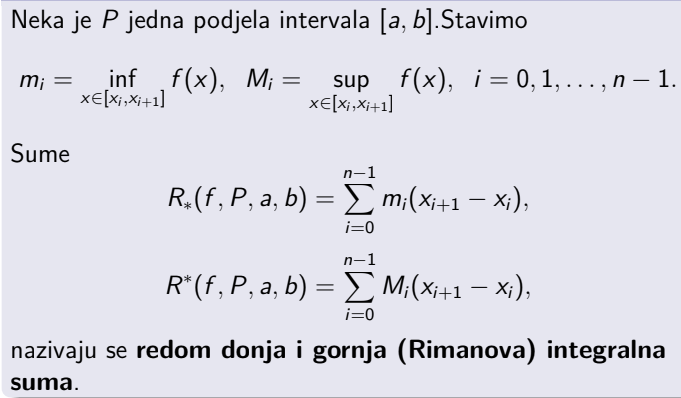 Neka je P jedna podjela intervala [a, b].Stavimo
m_i = inf_{x∈[x_i,x_{i+1}]} f(x), M_i = sup_{x∈[x_i,x_{i+1}]} f(x), i = 0, 1, . . . , n − 1.
Sume
R_*(f, P, a, b) = ∑_{i=0}^{n−1} m_i(x_{i+1} − x_i),
R^*(f, P, a, b) = ∑_{i=0}^{n−1} M_i(x_{i+1} − x_i),
nazivaju se redom donja i gornja (Rimanova) integralna
suma.